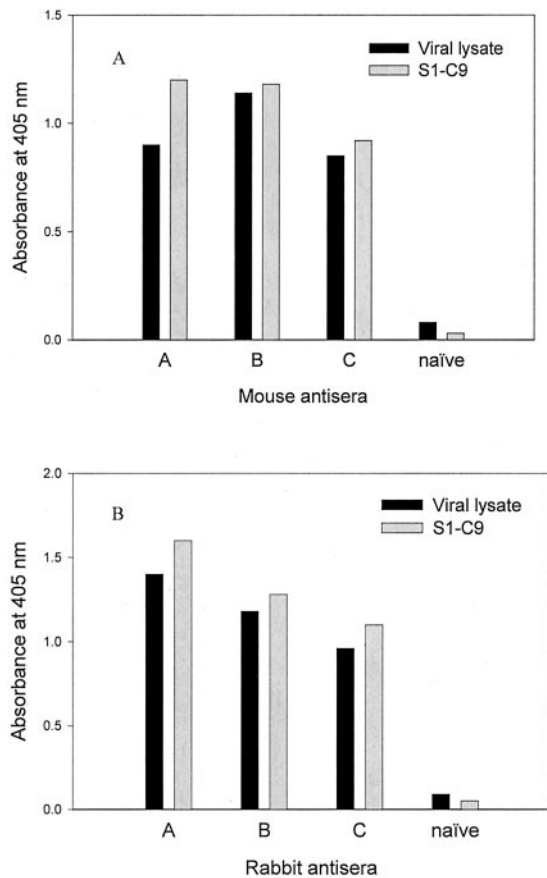 A
Viral lysate
S1-C9
Absorbance at 405 nm
1.5
1.0
0.5
0.0
A B C naïve
Mouse antisera
B
Viral lysate
S1-C9
Absorbance at 405 nm
2.0
1.5
1.0
0.5
0.0
A B C naïve
Rabbit antisera